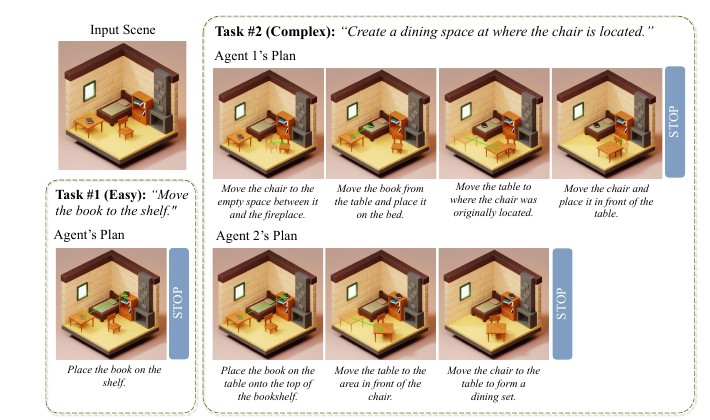 Input Scene
Task #1 (Easy): “Move
the book to the shelf."
Agent’s Plan
STOP
Place the book on the
shelf.
Task #2 (Complex): “Create a dining space at where the chair is located.”
Agent 1’s Plan
STOP
Move the chair to the
empty space between it
and the fireplace.
Move the book from
the table and place it
on the bed.
Move the table to
where the chair was
originally located.
Move the chair and
place it in front of the
table.
Agent 2’s Plan
STOP
Place the book on the
table onto the top of
the bookshelf.
Move the table to the
area in front of the
chair.
Move the chair to the
table to form a
dining set.